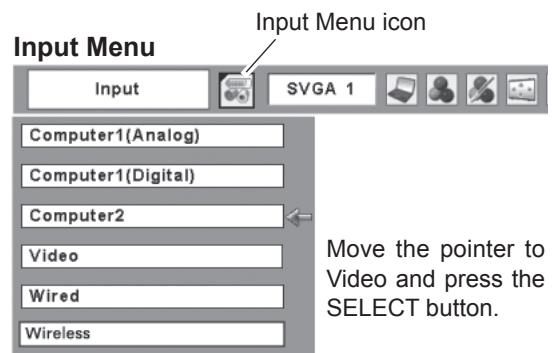 Input Menu icon
Input Menu
Input
SVGA 1
Computer1(Analog)
Computer1(Digital)
Computer2
Video
Wired
Wireless
Move the pointer to
Video and press the
SELECT button.